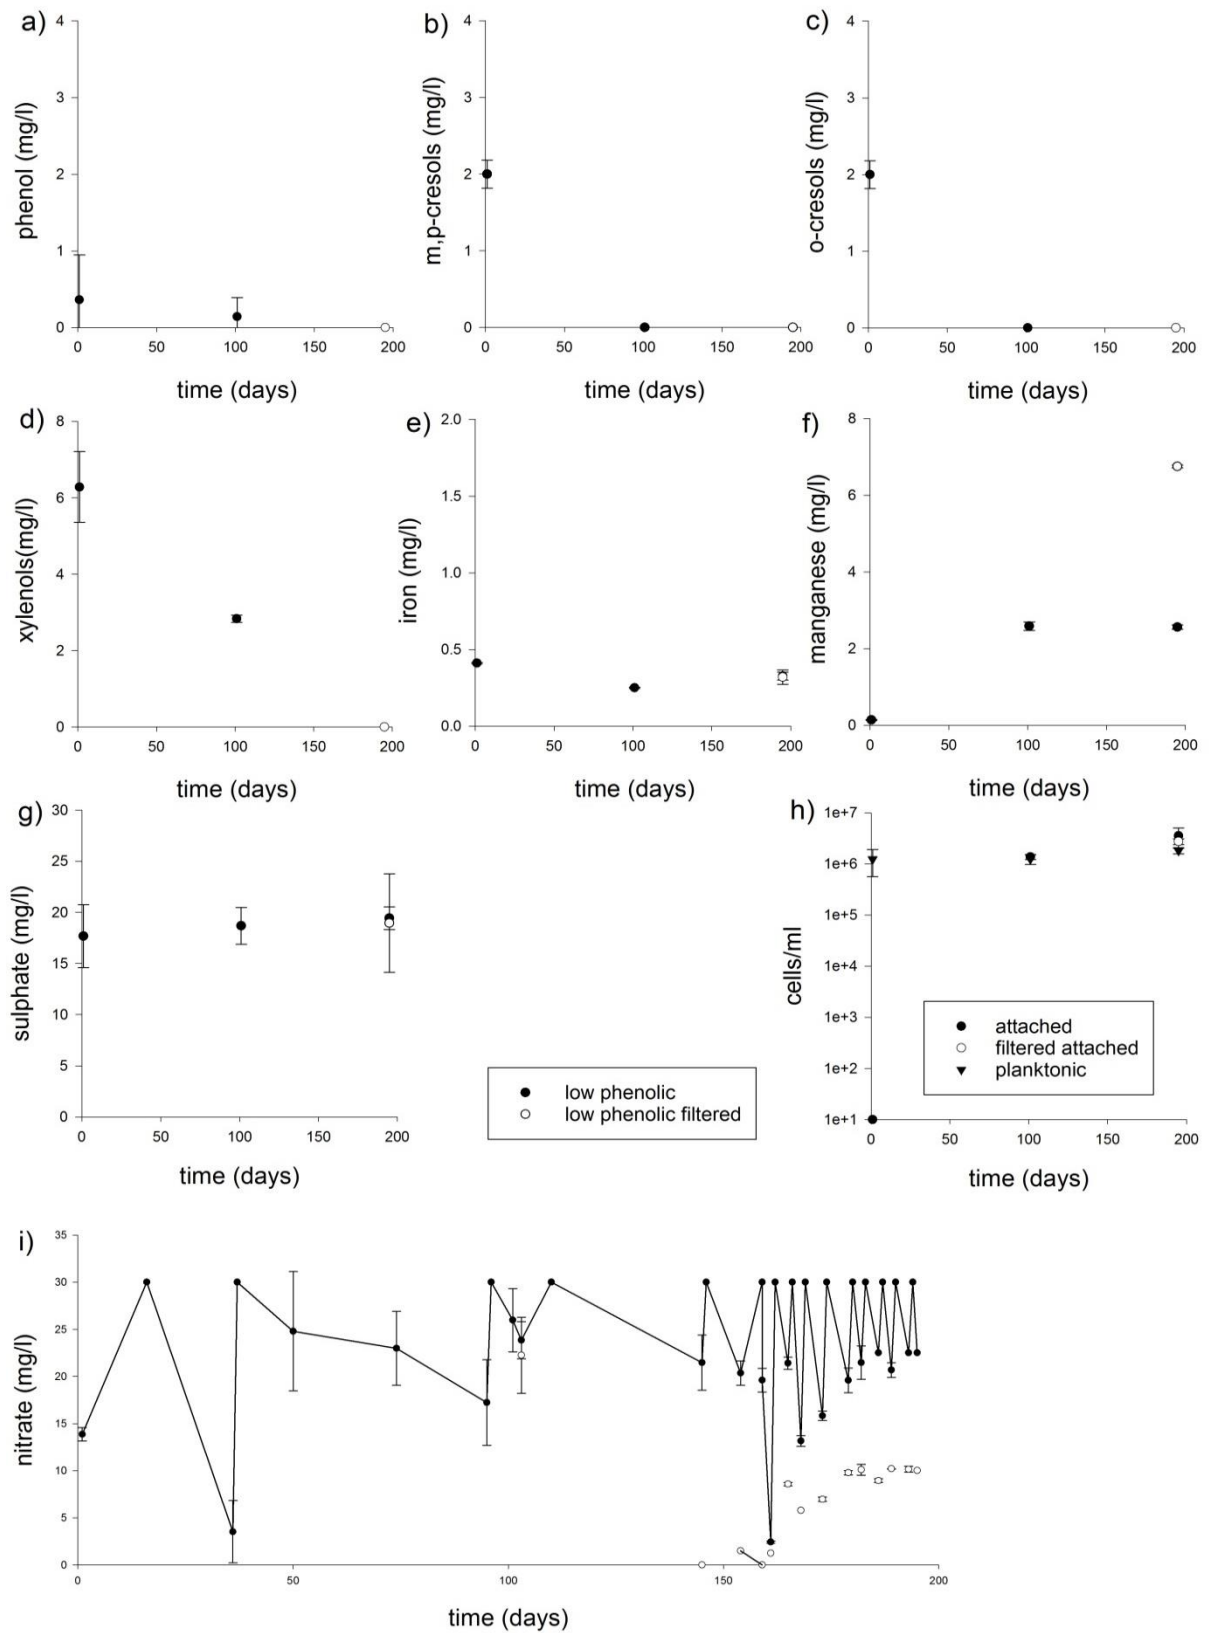 a)
4
3
2
1
0
phenol (mg/l)
0 50 100 150 200
time (days)
b)
4
3
2
1
0
m,p-cresols (mg/l)
0 50 100 150 200
time (days)
c)
4
3
2
1
0
o-cresols (mg/l)
0 50 100 150 200
time (days)
d)
8
6
4
2
0
xylenols(mg/l)
0 50 100 150 200
time (days)
e)
2.0
1.5
1.0
0.5
0.0
iron (mg/l)
0 50 100 150 200
time (days)
f)
8
6
4
2
0
manganese (mg/l)
0 50 100 150 200
time (days)
g)
30
25
20
15
10
5
0
sulphate (mg/l)
0 50 100 150 200
time (days)
low phenolic
low phenolic filtered
h)
1e+7
1e+6
1e+5
1e+4
1e+3
1e+2
1e+1
cells/ml
attached
filtered attached
planktonic
0 50 100 150 200
time (days)
i)
35
30
25
20
15
10
5
0
nitrate (mg/l)
0 50 100 150 200
time (days)